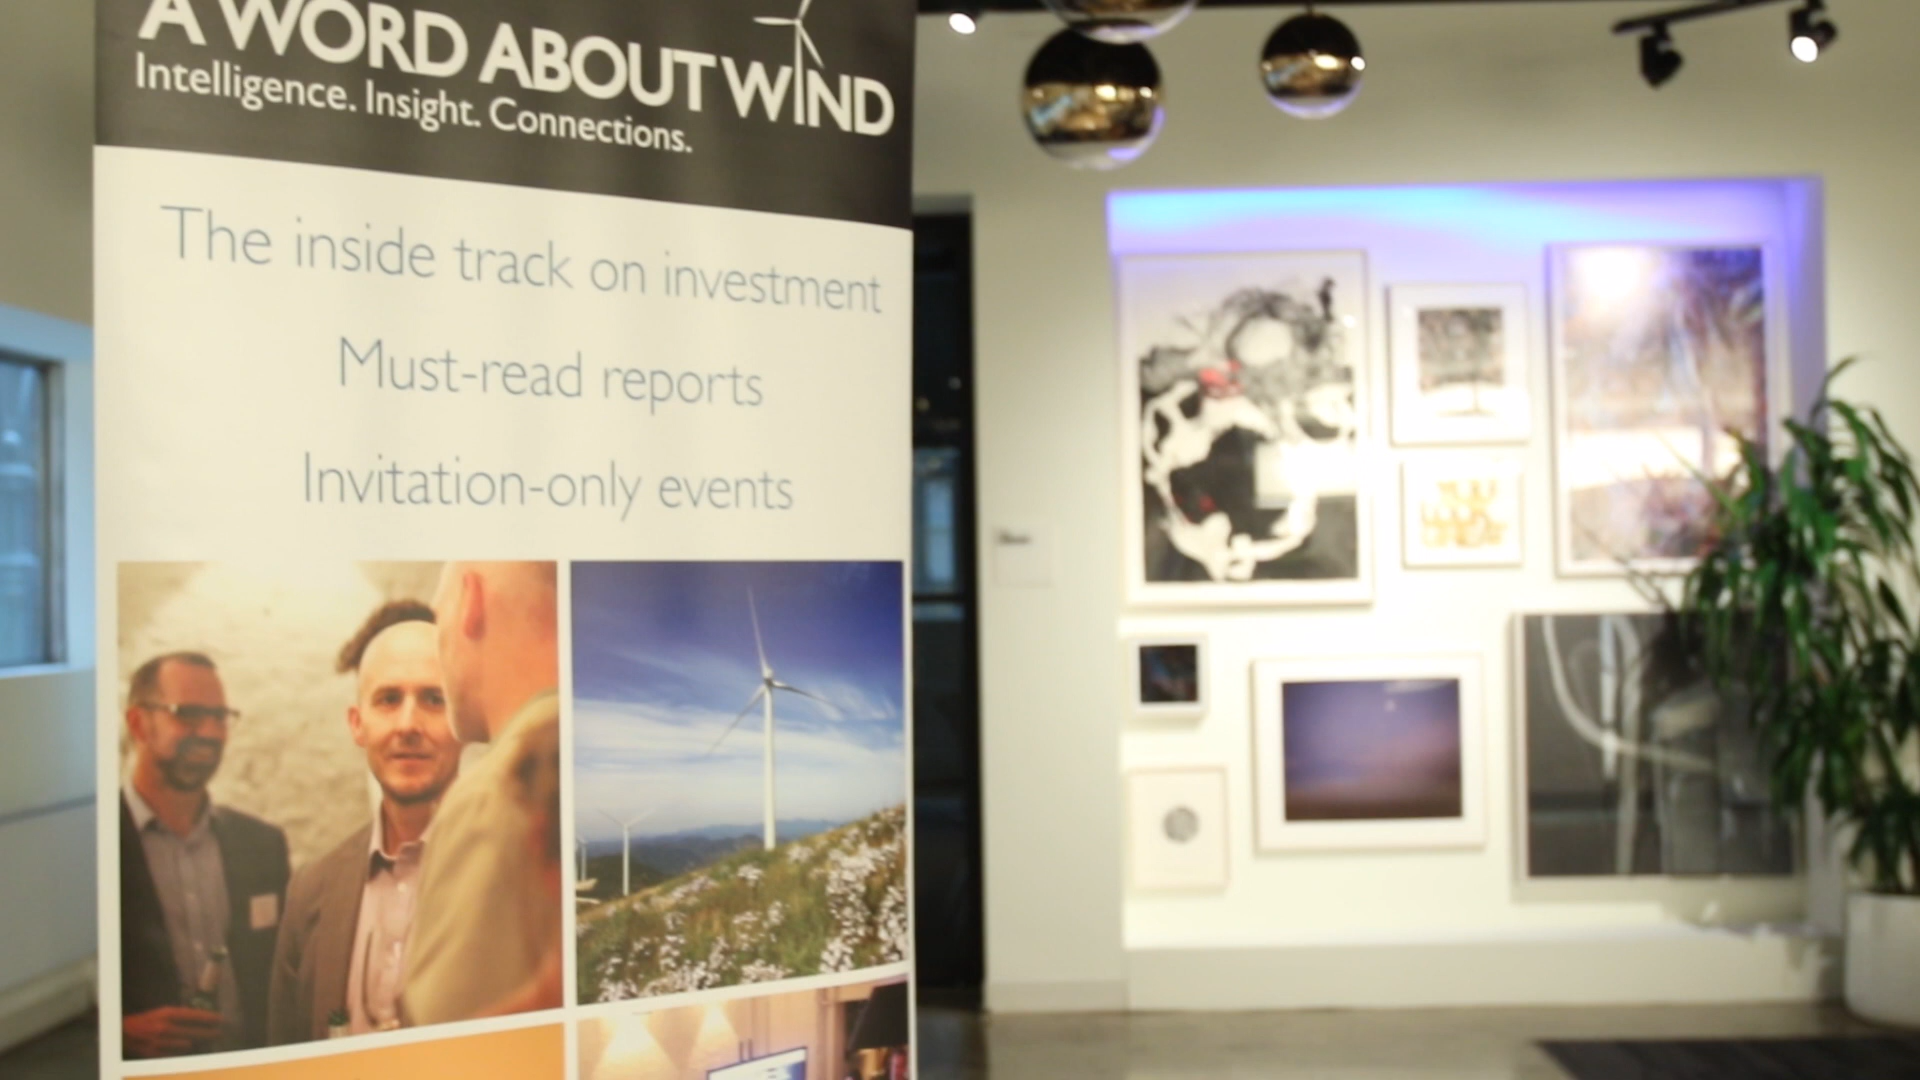 A WORD ABOUT WIND
Intelligence. Insight. Connections.
The inside track on investment
Must-read reports
Invitation-only events